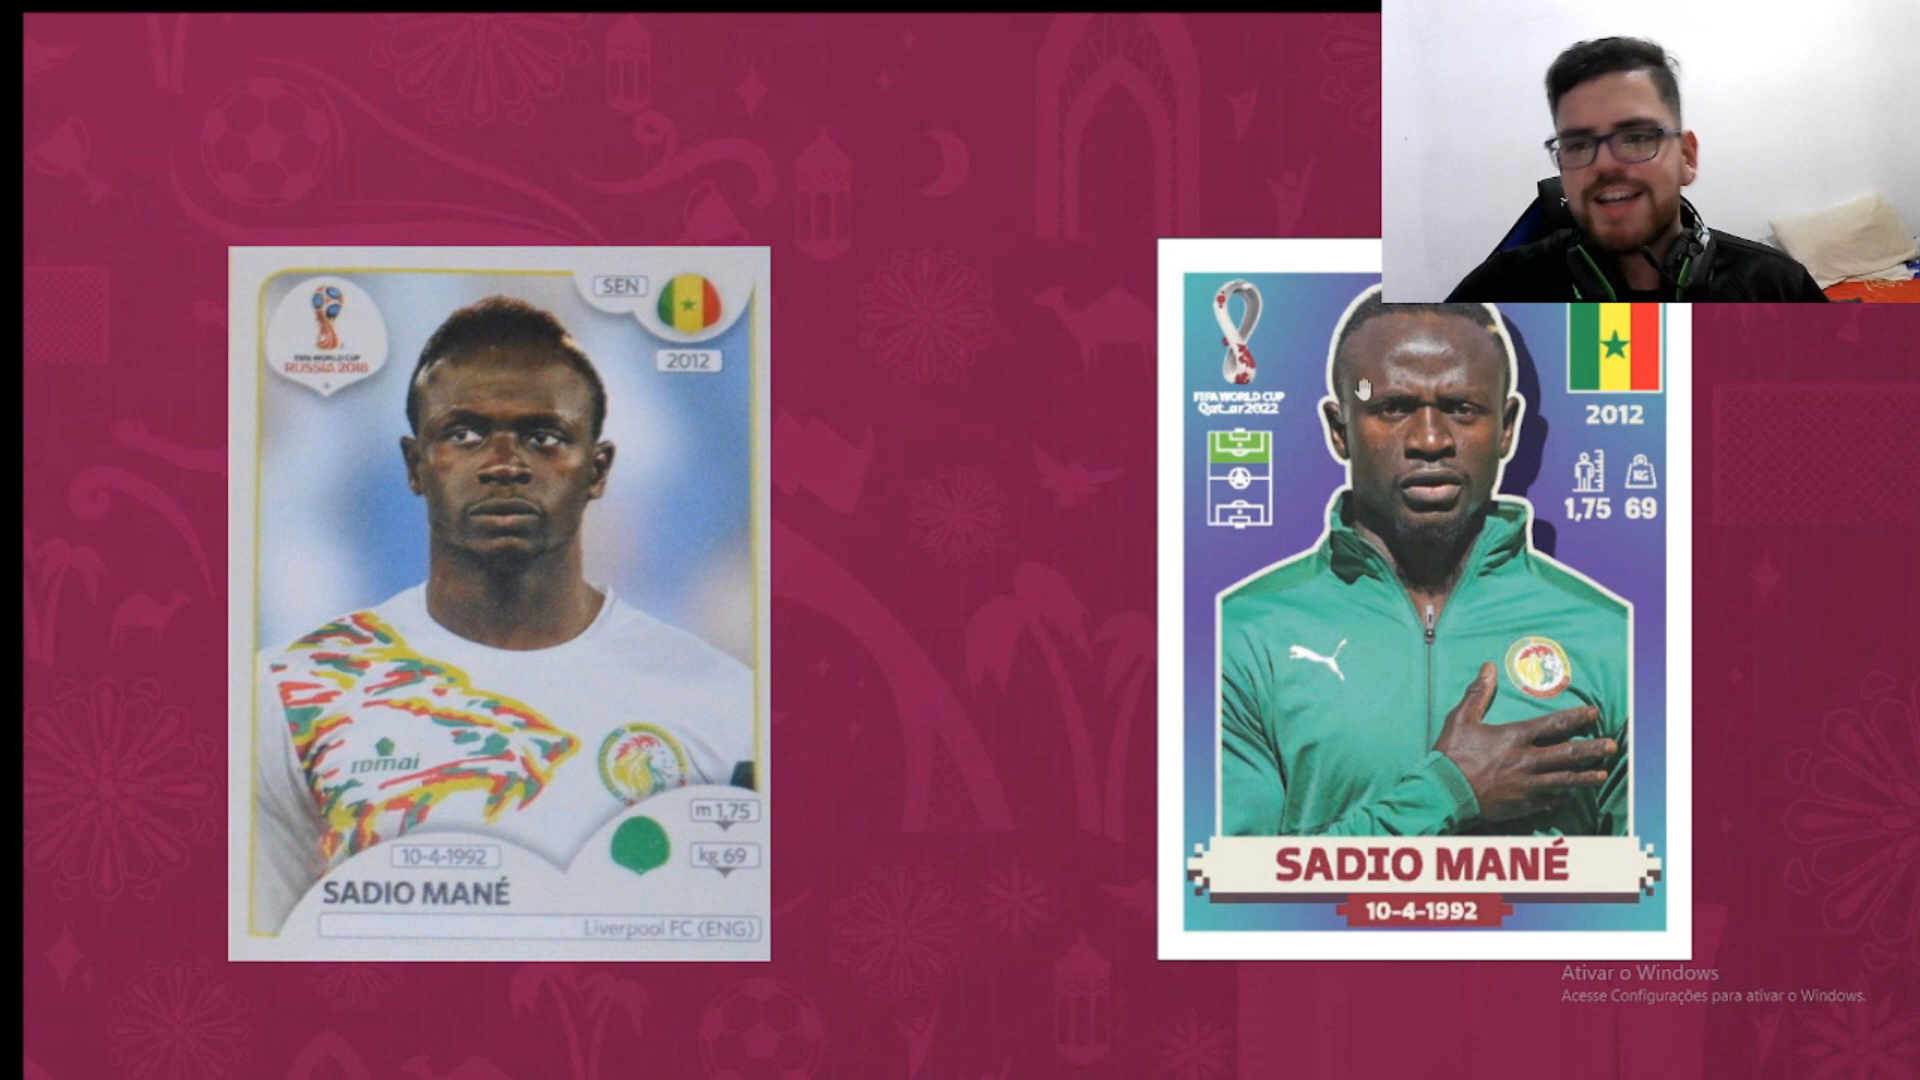 SEN
2012
FIFA WORLD CUP
RUSSIA 2018
romai
m 1,75
kg 69
10-4-1992
SADIO MANÉ
Liverpool FC (ENG)
FIFA WORLD CUP
Qatar2022
2012
KG
1,75 69
SADIO MANÉ
10-4-1992
Ativar o Windows
Acesse Configurações para ativar o Windows.